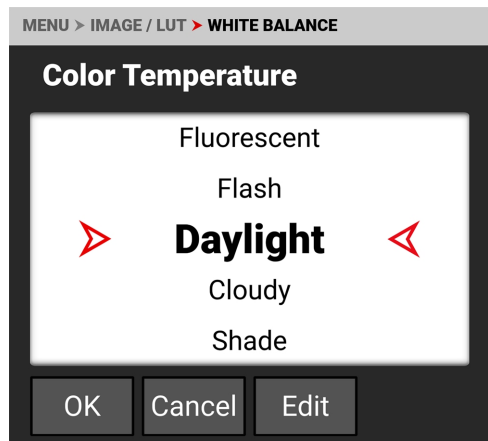 MENU > IMAGE / LUT > WHITE BALANCE
Color Temperature
Fluorescent
Flash
Daylight
Cloudy
Shade
OK Cancel Edit